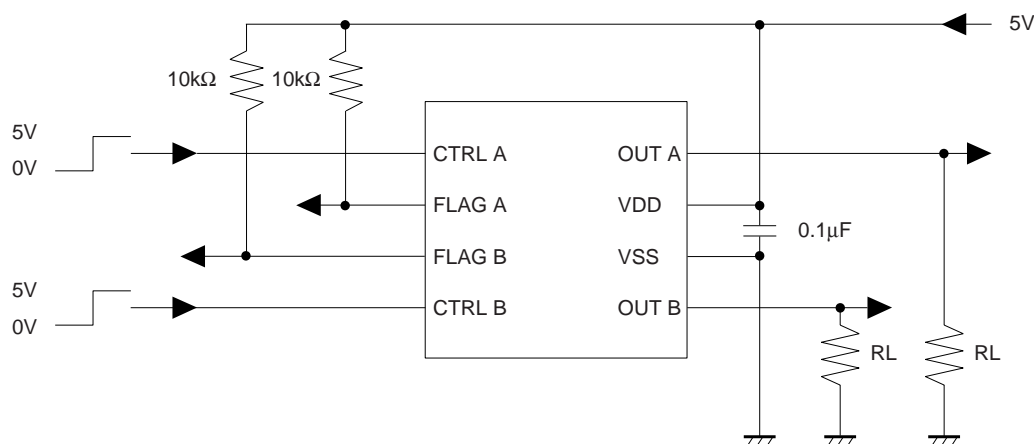 5V
10kΩ 10kΩ
5V
0V
CTRL A OUT A
FLAG A VDD
0.1µF
FLAG B VSS
5V
0V
CTRL B OUT B
RL RL